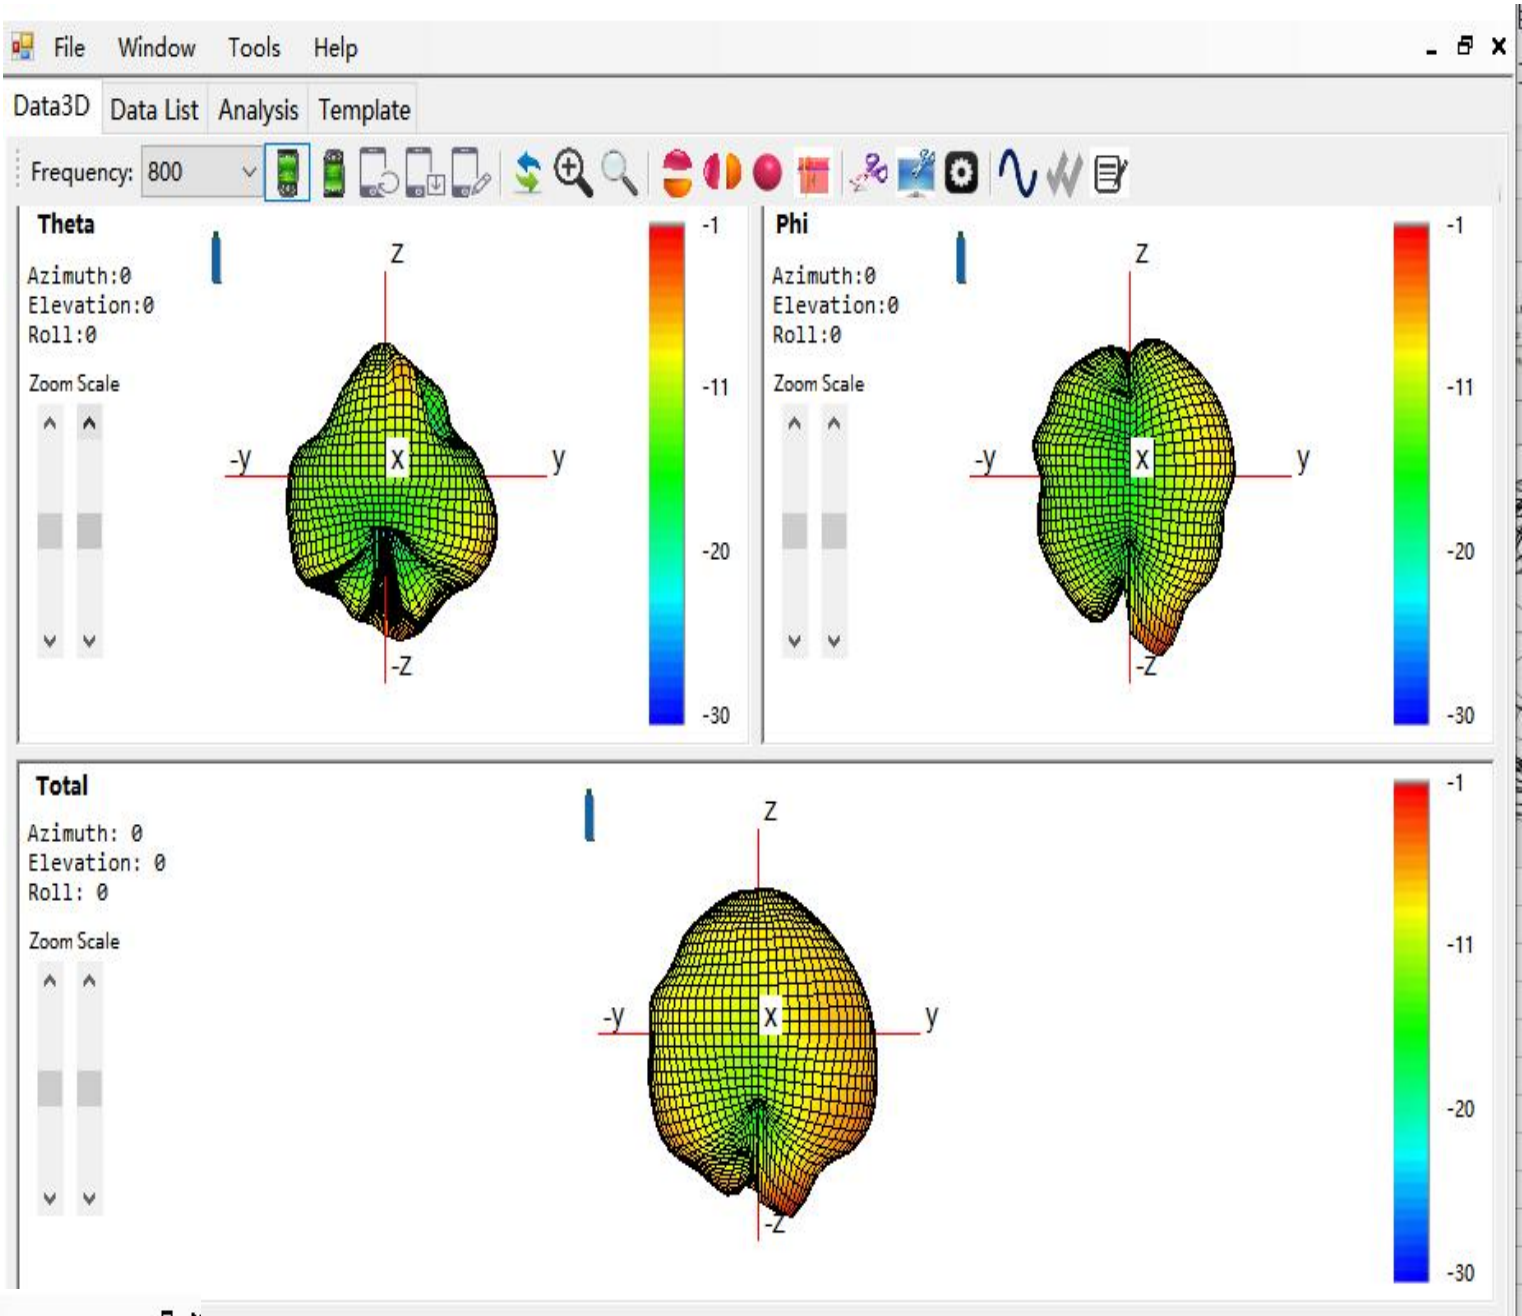 File Window Tools Help
Data3D Data List Analysis Template
Frequency: 800
Theta
Azimuth:0
Elevation:0
Roll:0
Zoom Scale
z
-y
x
y
-z
-1
-11
-20
-30
Phi
Azimuth:0
Elevation:0
Roll:0
Zoom Scale
z
-y
x
y
-z
-1
-11
-20
-30
Total
Azimuth: 0
Elevation: 0
Roll: 0
Zoom Scale
z
-y
x
y
-z
-1
-11
-20
-30